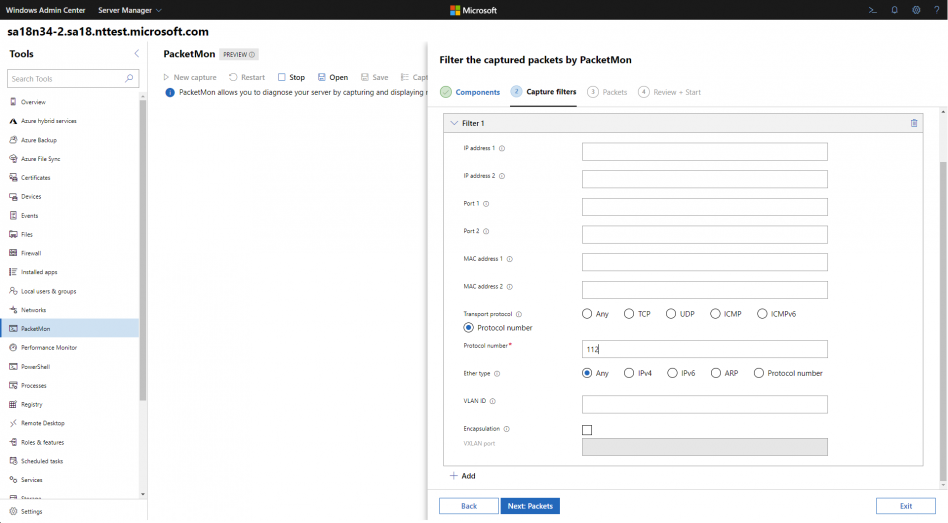 Windows Admin Center Server Manager Microsoft
sa18n34-2.sa18.nttest.microsoft.com
Tools
Search Tools
Overview
Azure hybrid services
Azure Backup
Azure File Sync
Certificates
Devices
Events
Files
Firewall
Installed apps
Local users & groups
Networks
PacketMon
Performance Monitor
PowerShell
Processes
Registry
Remote Desktop
Roles & features
Scheduled tasks
Services
Storage
Settings
PacketMon PREVIEW
New capture Restart Stop Open Save Capt
PacketMon allows you to diagnose your server by capturing and displaying
Filter the captured packets by PacketMon
Components 2 Capture filters 3 Packets 4 Review + Start
Filter 1
IP address 1
IP address 2
Port 1
Port 2
MAC address 1
MAC address 2
Transport protocol Any TCP UDP ICMP ICMPv6
Protocol number
Protocol number* 112
Ether type Any IPv4 IPv6 ARP Protocol number
VLAN ID
Encapsulation
VXLAN port
+ Add
Back Next: Packets Exit